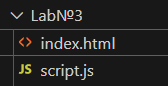 Lab№3
<> index.html
JS script.js